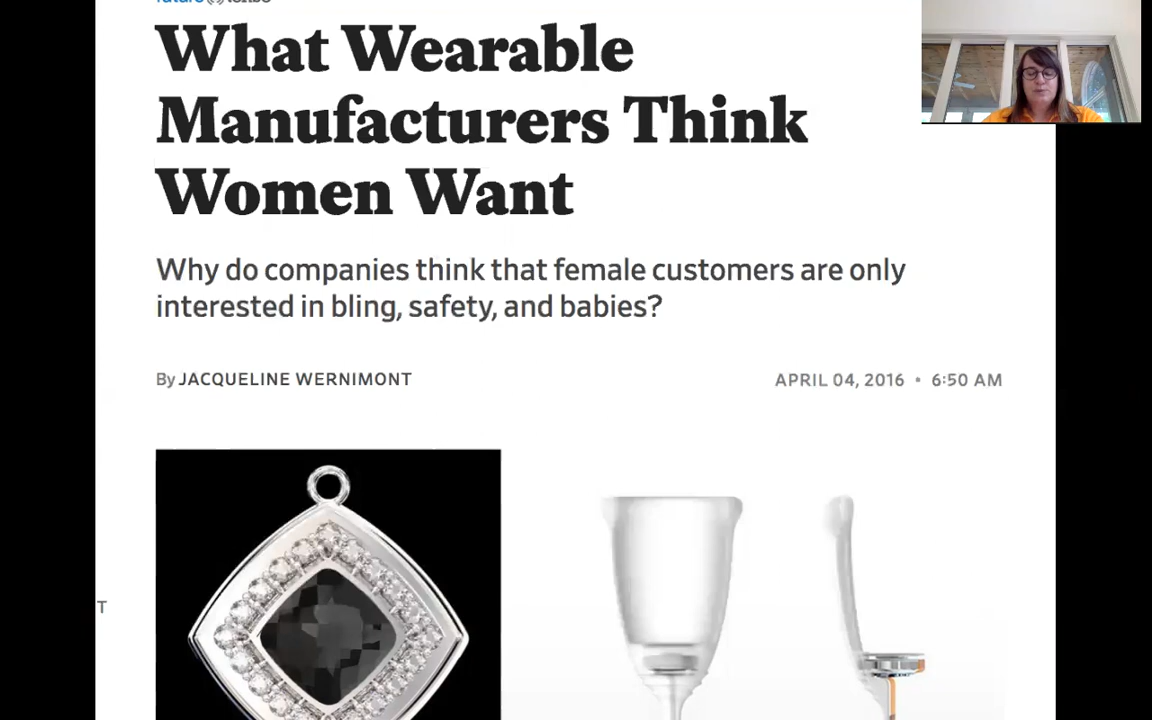 What Wearable
Manufacturers Think
Women Want
Why do companies think that female customers are only
interested in bling, safety, and babies?
By JACQUELINE WERNIMONT
APRIL 04, 2016 • 6:50 AM
T